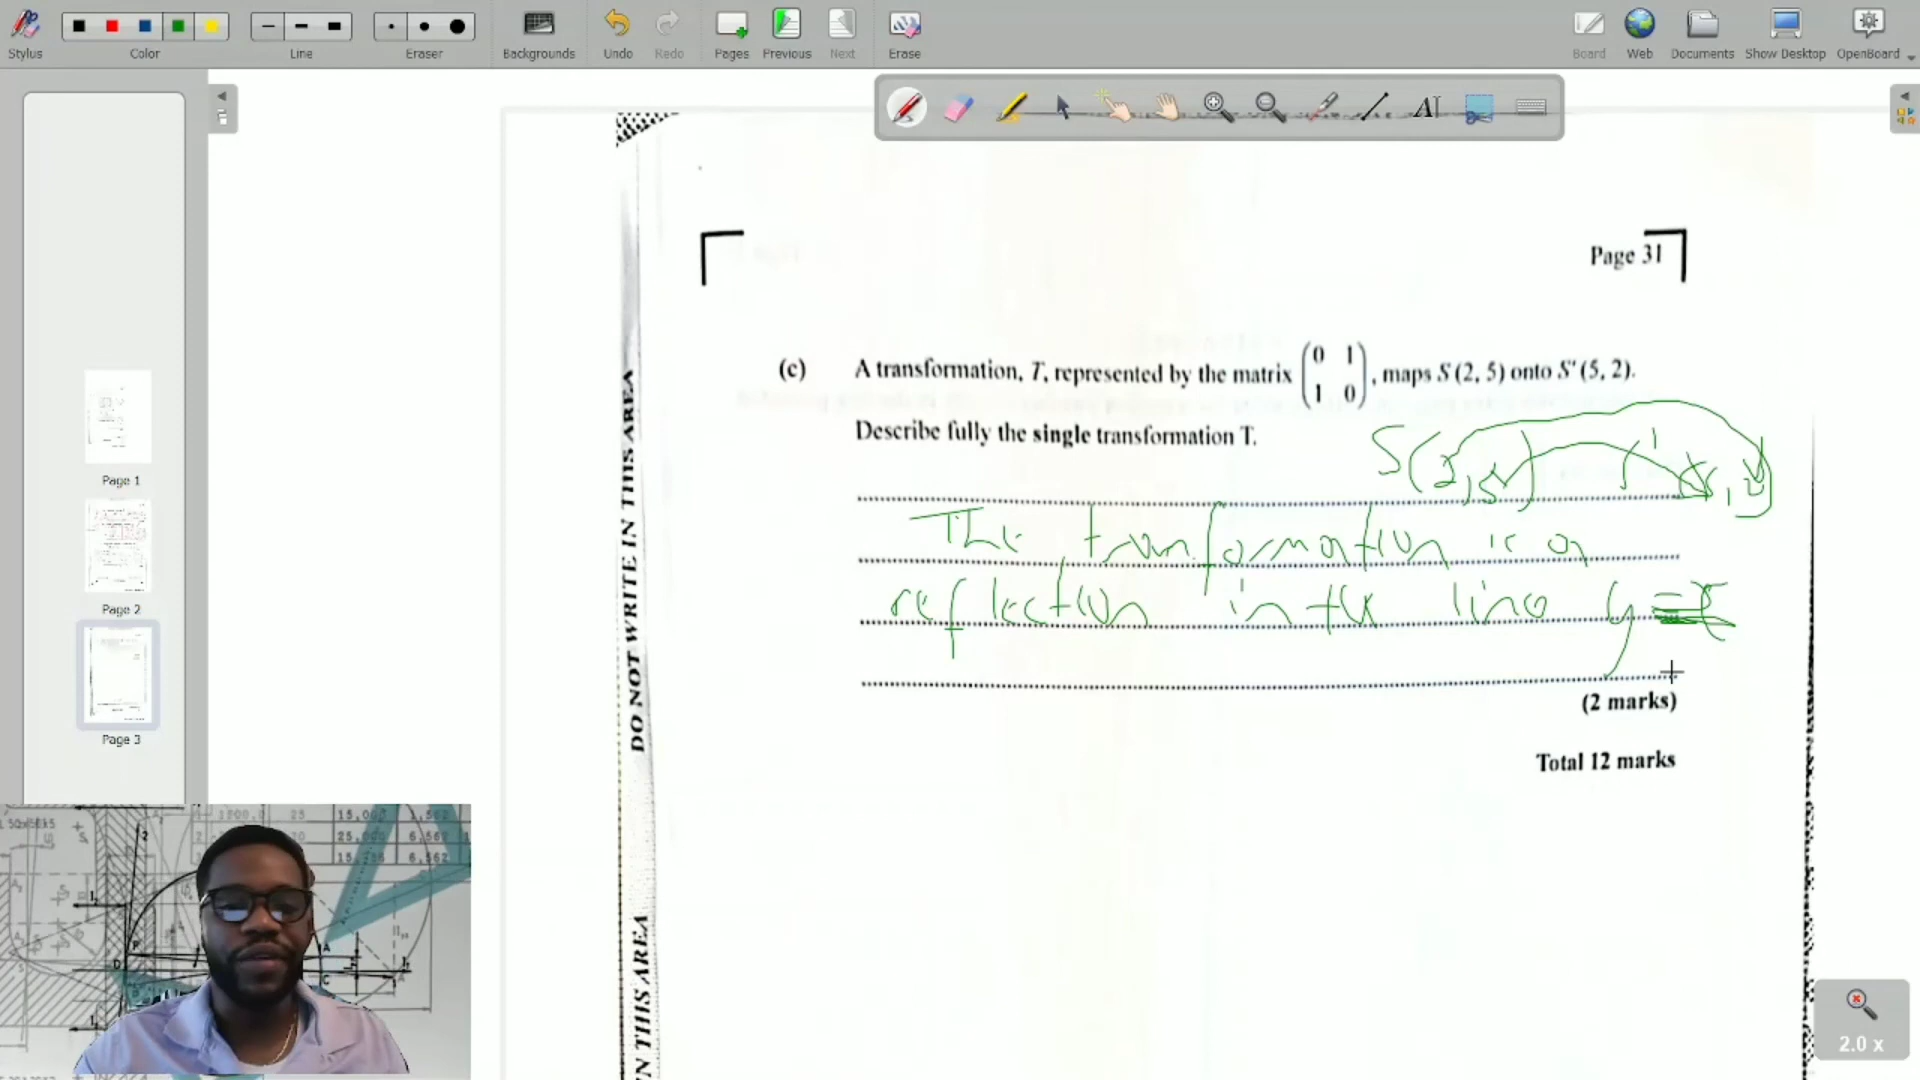 Stylus Color Line Eraser Backgrounds Undo Redo Pages Previous Next Erase Board Web Documents Show Desktop OpenBoard
Page 31
(c) A transformation, T, represented by the matrix (0 1 1 0), maps S (2, 5) onto S' (5, 2).
Describe fully the single transformation T.
S(2,5)
The transformation is a
reflection in the line y = x
(2 marks)
Total 12 marks
DO NOT WRITE IN THIS AREA
IN THIS AREA
Page 1
Page 2
Page 3
2.0 x